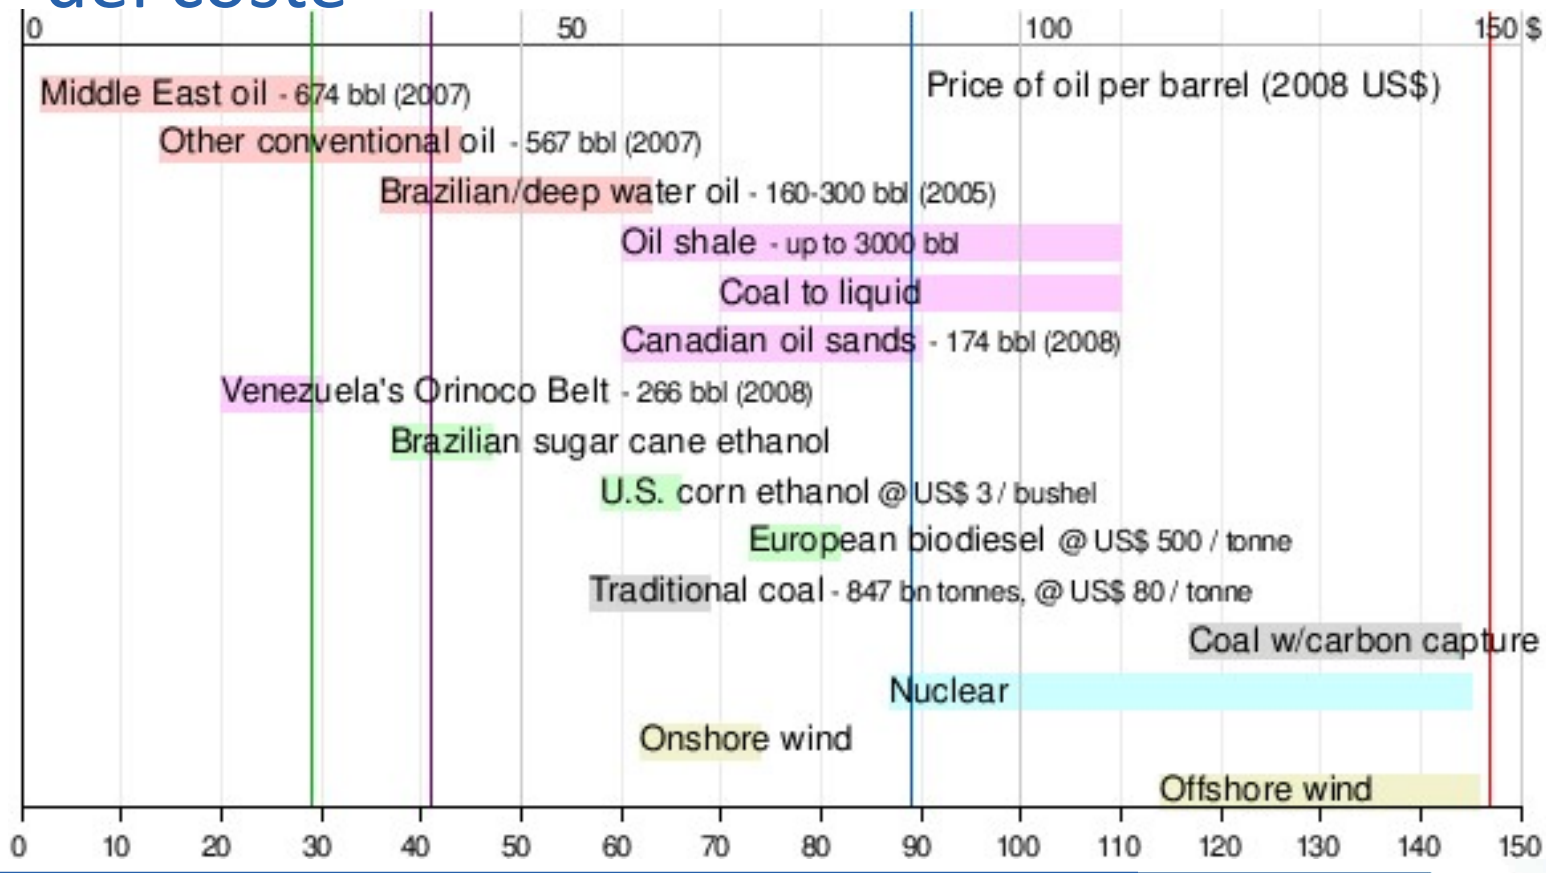 del coste
0 50 100 150 $
Price of oil per barrel (2008 US$)
Middle East oil - 674 bbl (2007)
Other conventional oil - 567 bbl (2007)
Brazilian/deep water oil - 160-300 bbl (2005)
Oil shale - up to 3000 bbl
Coal to liquid
Canadian oil sands - 174 bbl (2008)
Venezuela's Orinoco Belt - 266 bbl (2008)
Brazilian sugar cane ethanol
U.S. corn ethanol @ US$ 3 / bushel
European biodiesel @ US$ 500 / tonne
Traditional coal - 847 bn tonnes, @ US$ 80 / tonne
Coal w/carbon capture
Nuclear
Onshore wind
Offshore wind
0 10 20 30 40 50 60 70 80 90 100 110 120 130 140 150